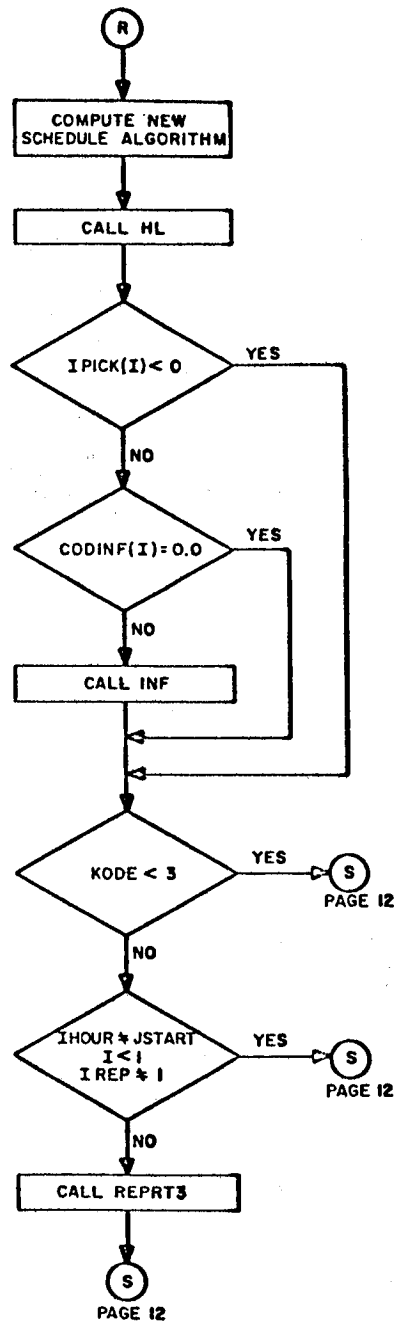 R
COMPUTE NEW
SCHEDULE ALGORITHM
CALL HL
IPICK(I) < 0
YES
NO
CODINF(I) = 0.0
YES
NO
CALL INF
KODE < 3
YES
S
PAGE 12
NO
IHOUR ≠ JSTART
I < 1
IREP ≠ 1
YES
S
PAGE 12
NO
CALL REPRT3
S
PAGE 12